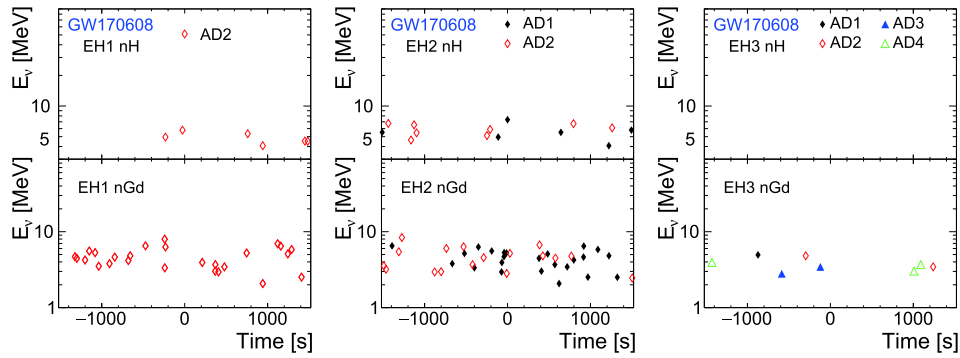 GW170608
EH1 nH
AD2
E_ν [MeV]
10
5
EH1 nGd
E_ν [MeV]
10
1
−1000 0 1000
Time [s]
GW170608
EH2 nH
AD1
AD2
E_ν [MeV]
10
5
EH2 nGd
E_ν [MeV]
10
1
−1000 0 1000
Time [s]
GW170608
EH3 nH
AD1 AD3
AD2 AD4
E_ν [MeV]
10
5
EH3 nGd
E_ν [MeV]
10
1
−1000 0 1000
Time [s]